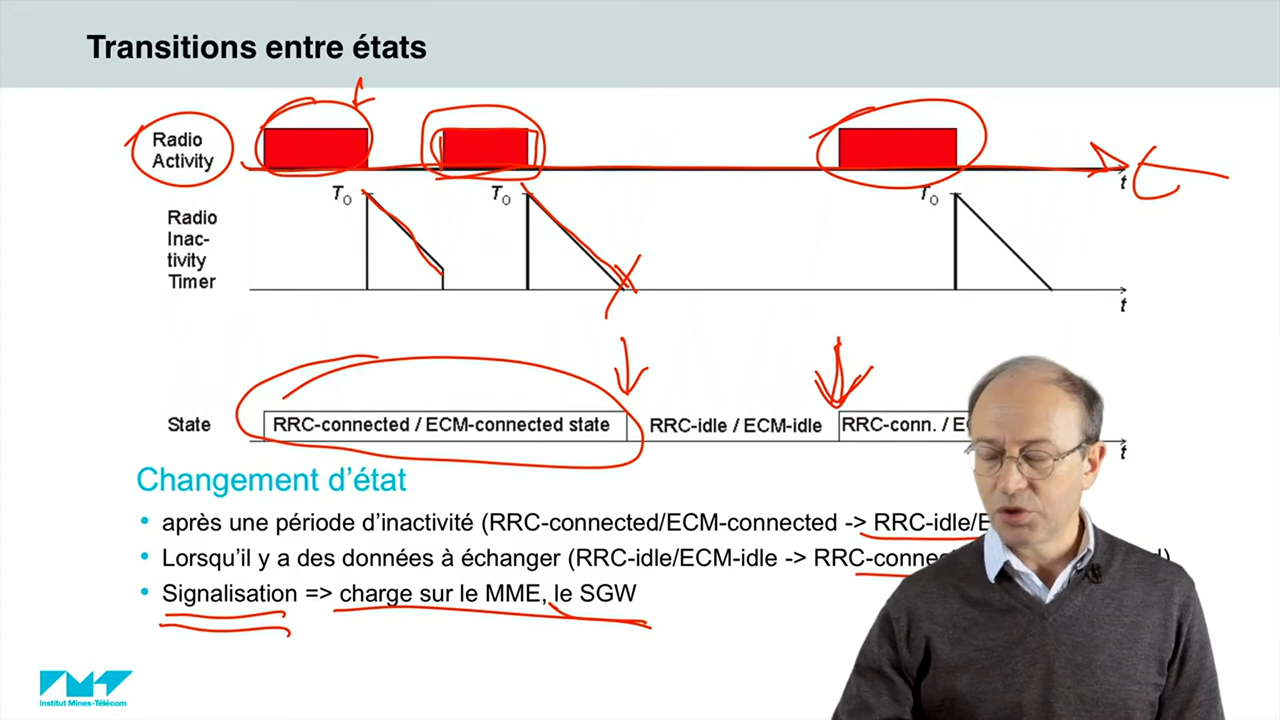 Transitions entre états
Radio
Activity
t
t
T0
T0
T0
Radio
Inac-
tivity
Timer
t
State
RRC-connected / ECM-connected state
RRC-idle / ECM-idle
RRC-conn. / E
t
Changement d'état
• après une période d'inactivité (RRC-connected/ECM-connected -> RRC-idle/E
• Lorsqu'il y a des données à échanger (RRC-idle/ECM-idle -> RRC-connec
• Signalisation => charge sur le MME, le SGW
Institut Mines-Télécom